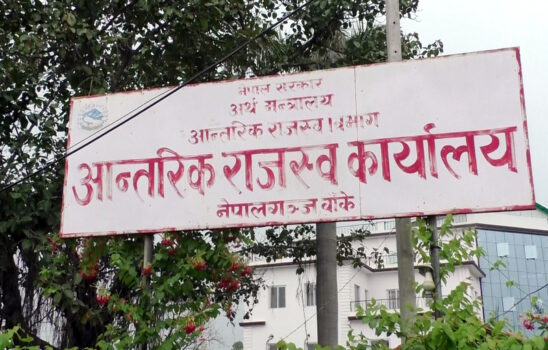 नेपाल सरकार
अर्थ मन्त्रालय
आन्तरिक राजस्व विभाग
आन्तरिक राजस्व कार्यालय
नेपालगञ्ज बाँके